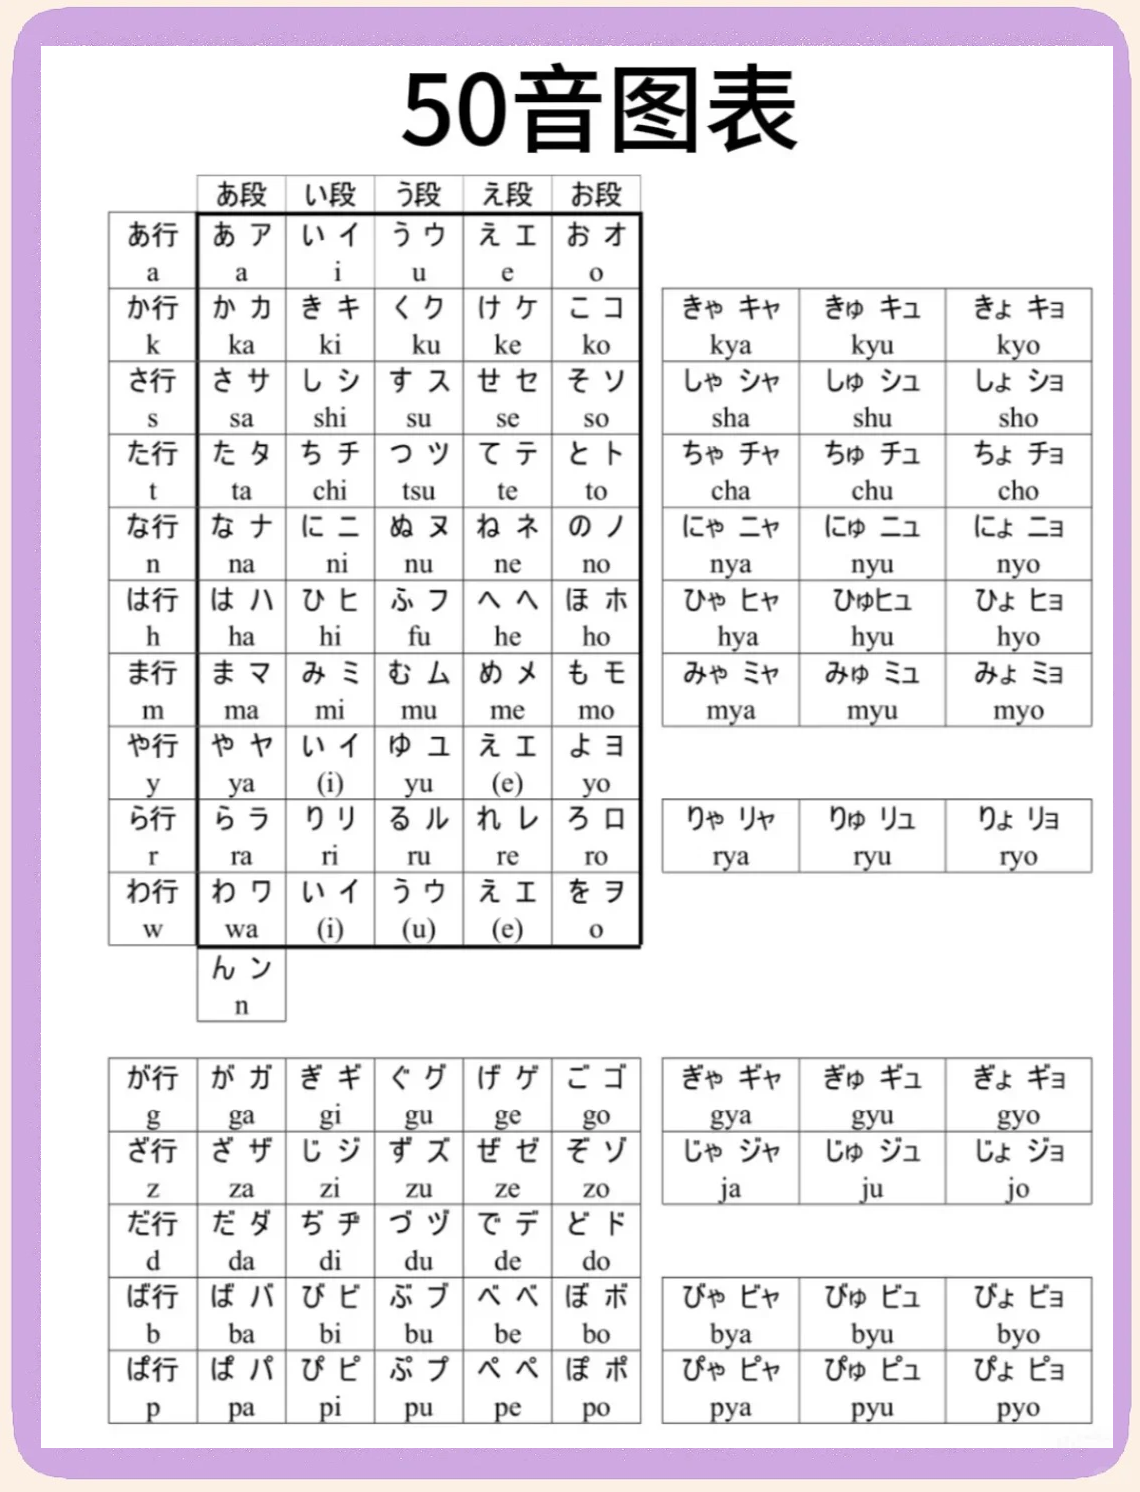 50音图表
あ段 い段 う段 え段 お段
あ行 あ ア い イ う ウ え エ お オ
a a i u e o
か行 か カ き キ く ク け ケ こ コ きゃ キャ きゅ キュ きょ キョ
k ka ki ku ke ko kya kyu kyo
さ行 さ サ し シ す ス せ セ そ ソ しゃ シャ しゅ シュ しょ ショ
s sa shi su se so sha shu sho
た行 た タ ち チ つ ツ て テ と ト ちゃ チャ ちゅ チュ ちょ チョ
t ta chi tsu te to cha chu cho
な行 な ナ に ニ ぬ ヌ ね ネ の ノ にゃ ニャ にゅ ニュ にょ ニョ
n na ni nu ne no nya nyu nyo
は行 は ハ ひ ヒ ふ フ へ ヘ ほ ホ ひゃ ヒャ ひゅヒュ ひょ ヒョ
h ha hi fu he ho hya hyu hyo
ま行 ま マ み ミ む ム め メ も モ みゃ ミャ みゅ ミュ みょ ミョ
m ma mi mu me mo mya myu myo
や行 や ヤ い イ ゆ ユ え エ よ ヨ
y ya (i) yu (e) yo
ら行 ら ラ り リ る ル れ レ ろ ロ りゃ リャ りゅ リュ りょ リョ
r ra ri ru re ro rya ryu ryo
わ行 わ ワ い イ う ウ え エ を ヲ
w wa (i) (u) (e) o
ん ン
n
が行 が ガ ぎ ギ ぐ グ げ ゲ ご ゴ ぎゃ ギャ ぎゅ ギュ ぎょ ギョ
g ga gi gu ge go gya gyu gyo
ざ行 ざ ザ じ ジ ず ズ ぜ ゼ ぞ ゾ じゃ ジャ じゅ ジュ じょ ジョ
z za zi zu ze zo ja ju jo
だ行 だ ダ ぢ ヂ づ ヅ で デ ど ド
d da di du de do
ば行 ば バ び ビ ぶ ブ べ ベ ぼ ボ びゃ ビャ びゅ ビュ びょ ビョ
b ba bi bu be bo bya byu byo
ぱ行 ぱ パ ぴ ピ ぷ プ ぺ ペ ぽ ポ ぴゃ ピャ ぴゅ ピュ ぴょ ピョ
p pa pi pu pe po pya pyu pyo